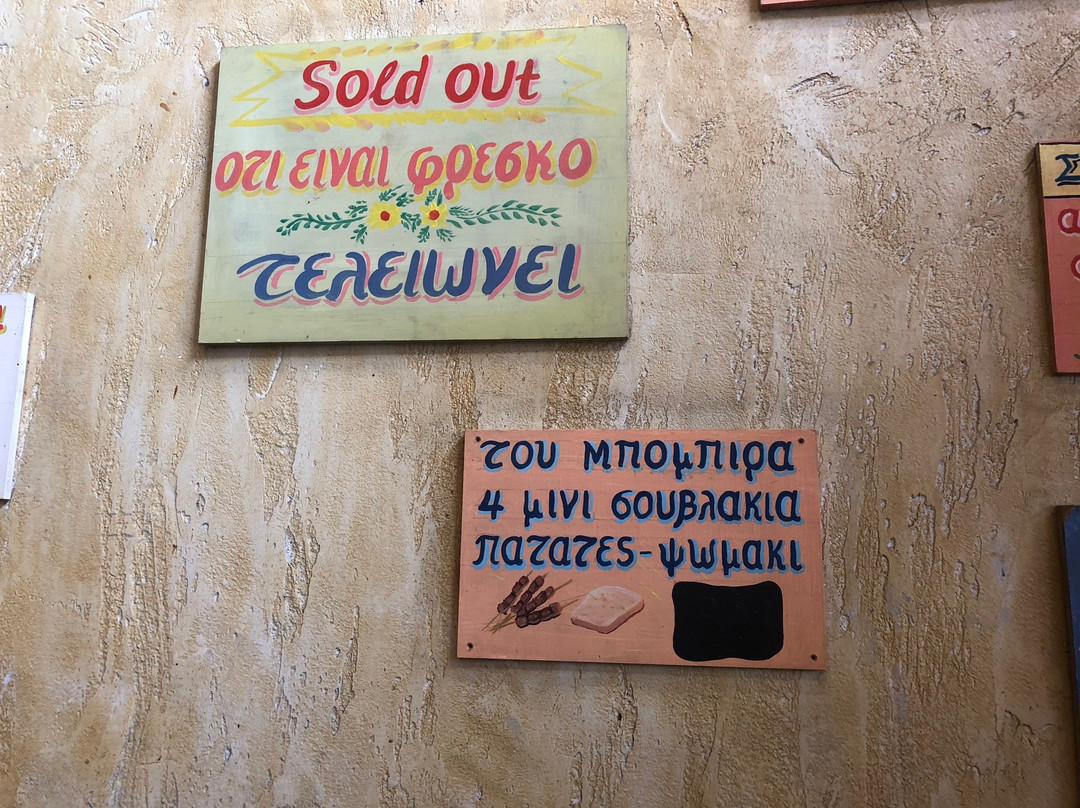 Sold out
οτι ειναι φρεσκο
τελειωνει
του μπομπιρα
4 μινι σουβλακια
πατατες-ψωμακι